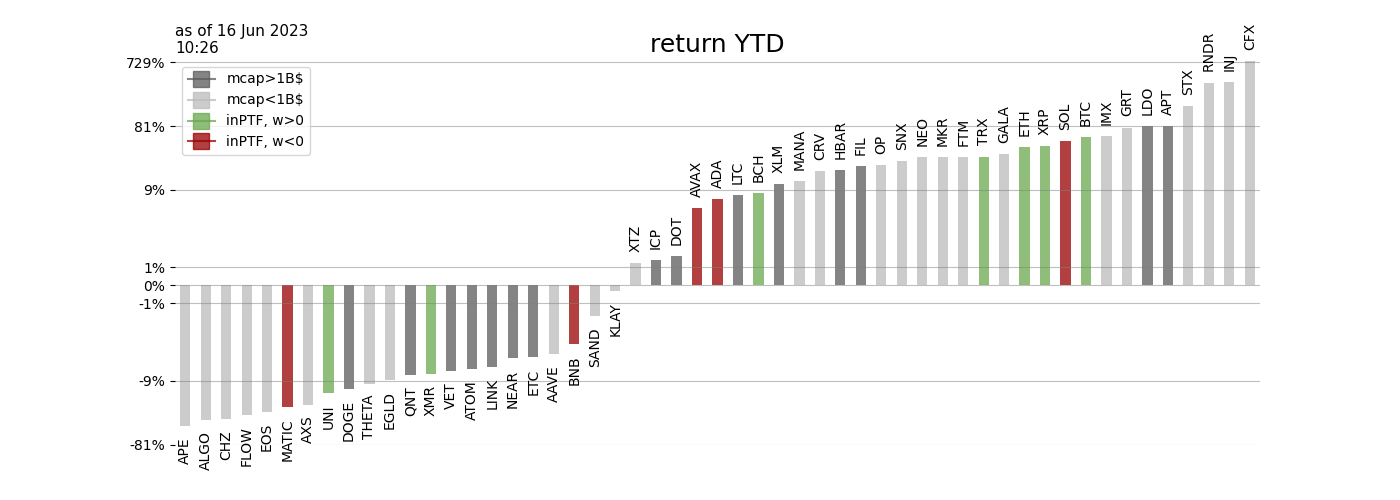 as of 16 Jun 2023
10:26
return YTD
729%
81%
9%
1%
0%
-1%
-9%
-81%
mcap>1B$
mcap<1B$
inPTF, w>0
inPTF, w<0
APE
ALGO
CHZ
FLOW
EOS
MATIC
AXS
UNI
DOGE
THETA
EGLD
QNT
XMR
VET
ATOM
LINK
NEAR
ETC
AAVE
BNB
SAND
KLAY
XTZ
ICP
DOT
AVAX
ADA
LTC
BCH
XLM
MANA
CRV
HBAR
FIL
OP
SNX
NEO
MKR
FTM
TRX
GALA
ETH
XRP
SOL
BTC
IMX
GRT
LDO
APT
STX
RNDR
INJ
CFX